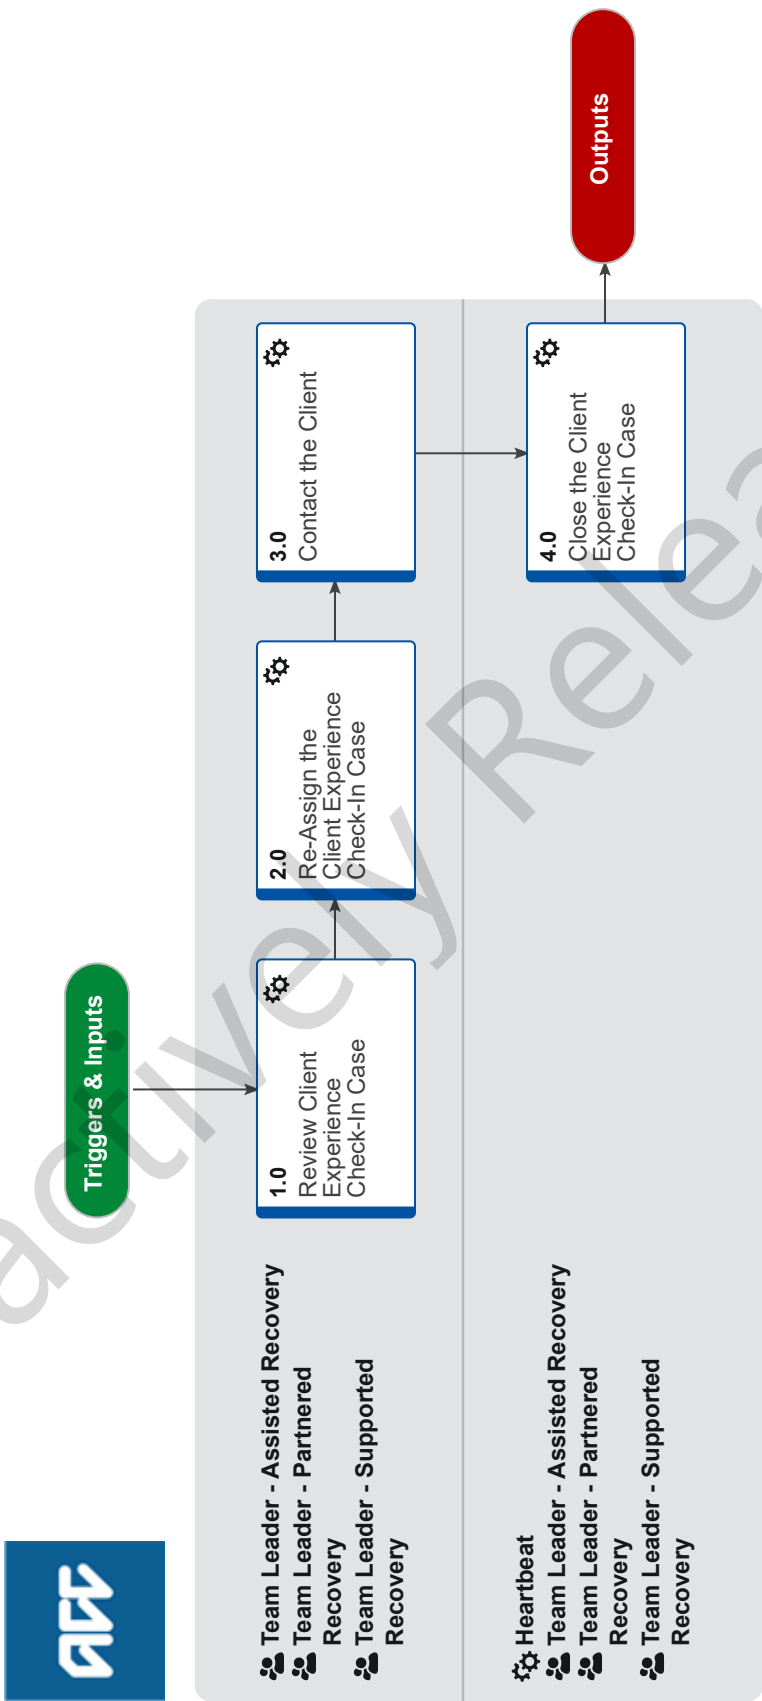 acc
Triggers & Inputs
Outputs
Team Leader - Assisted Recovery
Team Leader - Partnered
Recovery
Team Leader - Supported
Recovery
1.0
Review Client
Experience
Check-In Case
2.0
Re-Assign the
Client Experience
Check-In Case
3.0
Contact the Client
Heartbeat
Team Leader - Assisted Recovery
Team Leader - Partnered
Recovery
Team Leader - Supported
Recovery
4.0
Close the Client
Experience
Check-In Case
actively Relea